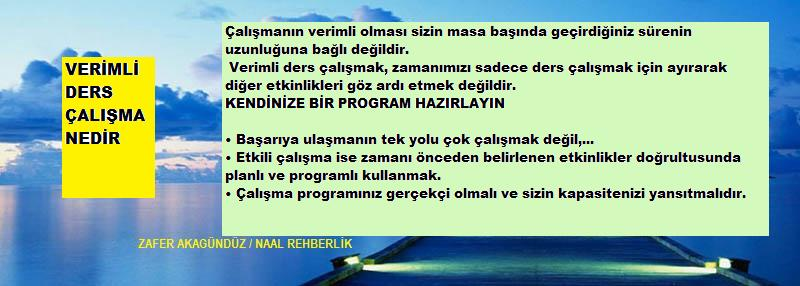 VERİMLİ
DERS
ÇALIŞMA
NEDİR
Çalışmanın verimli olması sizin masa başında geçirdiğiniz sürenin
uzunluğuna bağlı değildir.
Verimli ders çalışmak, zamanımızı sadece ders çalışmak için ayırarak
diğer etkinlikleri göz ardı etmek değildir.
KENDİNİZE BİR PROGRAM HAZIRLAYIN
• Başarıya ulaşmanın tek yolu çok çalışmak değil,...
• Etkili çalışma ise zamanı önceden belirlenen etkinlikler doğrultusunda
planlı ve programlı kullanmak.
• Çalışma programınız gerçekçi olmalı ve sizin kapasitenizi yansıtmalıdır.
ZAFER AKAGÜNDÜZ / NAAL REHBERLİK